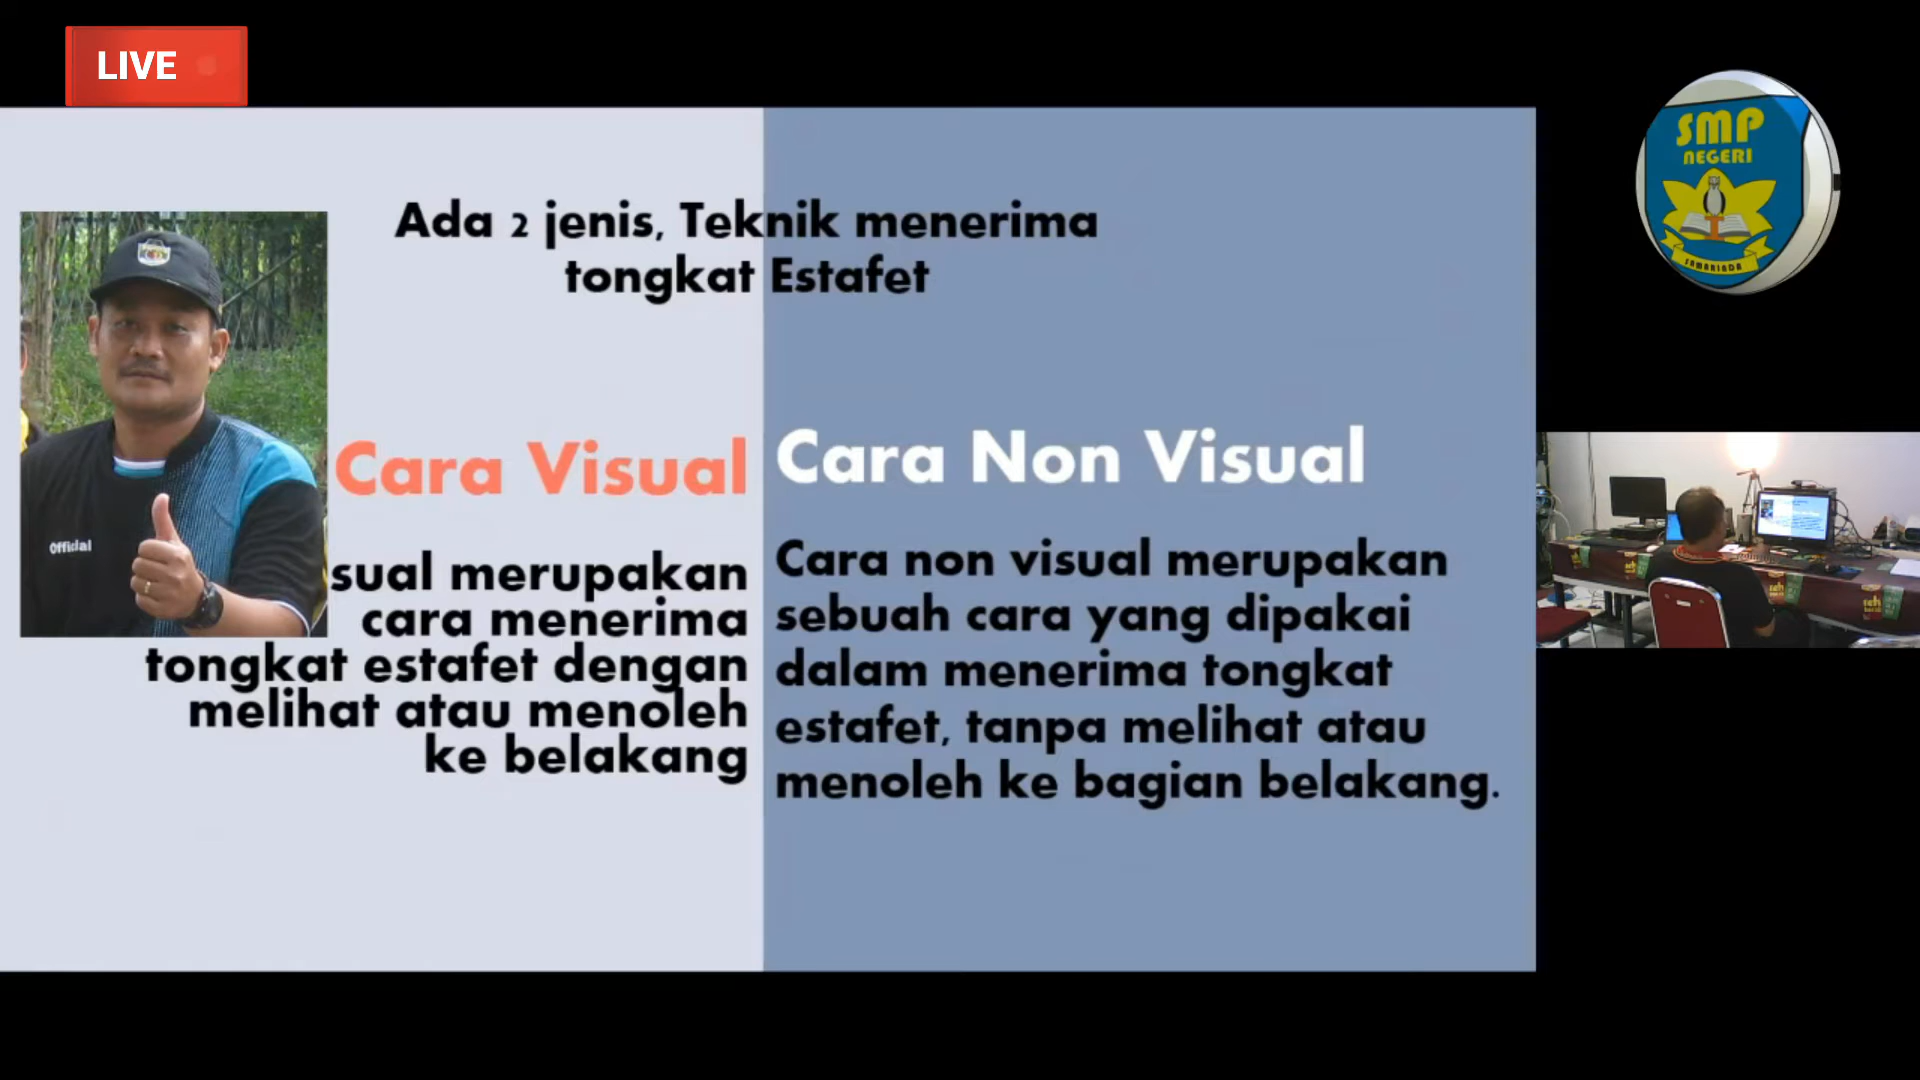 LIVE
SMP
NEGERI
SAMARINDA
Ada 2 jenis, Teknik menerima
tongkat Estafet
Official
Cara Visual
sual merupakan
cara menerima
tongkat estafet dengan
melihat atau menoleh
ke belakang
Cara Non Visual
Cara non visual merupakan
sebuah cara yang dipakai
dalam menerima tongkat
estafet, tanpa melihat atau
menoleh ke bagian belakang.